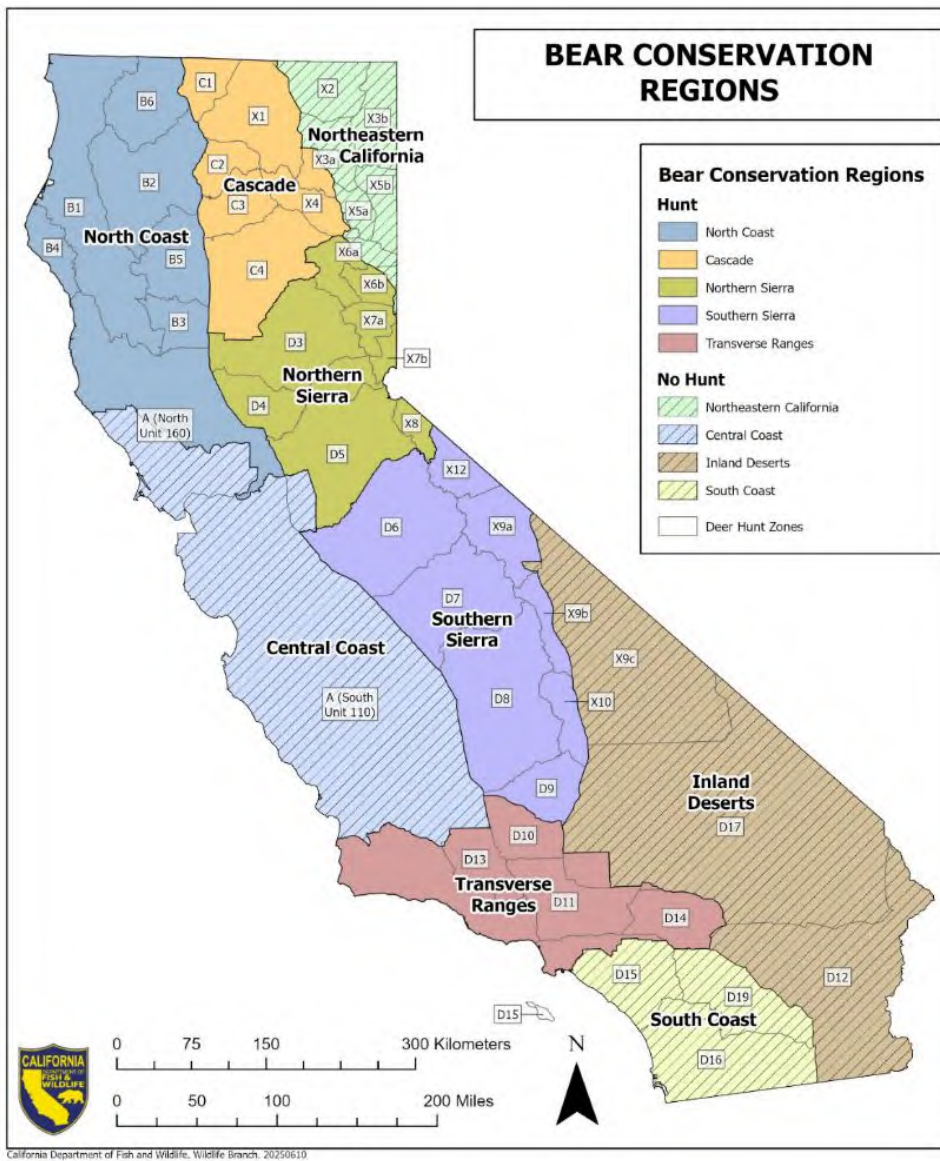 BEAR CONSERVATION
REGIONS
Bear Conservation Regions
Hunt
North Coast
Cascade
Northern Sierra
Southern Sierra
Transverse Ranges
No Hunt
Northeastern California
Central Coast
Inland Deserts
South Coast
Deer Hunt Zones
C1
X2
B6
X1
X3b
Northeastern
California
C2
X3a
B2
Cascade
X5b
B1
C3
X4
X5a
North Coast
B4
B5
X6a
C4
X6b
B3
X7a
D3
X7b
Northern
Sierra
D4
A (North
Unit 160)
X8
D5
X12
D6
X9a
D7
X9b
Southern
Sierra
Central Coast
X9c
A (South
Unit 110)
D8
X10
D9
Inland
Deserts
D17
D10
D13
Transverse
Ranges
D11
D14
D15
D12
D19
D15
South Coast
D16
N
0 75 150 300 Kilometers
0 50 100 200 Miles
CALIFORNIA
DEPARTMENT OF
FISH &
WILDLIFE
California Department of Fish and Wildlife, Wildlife Branch. 20250610